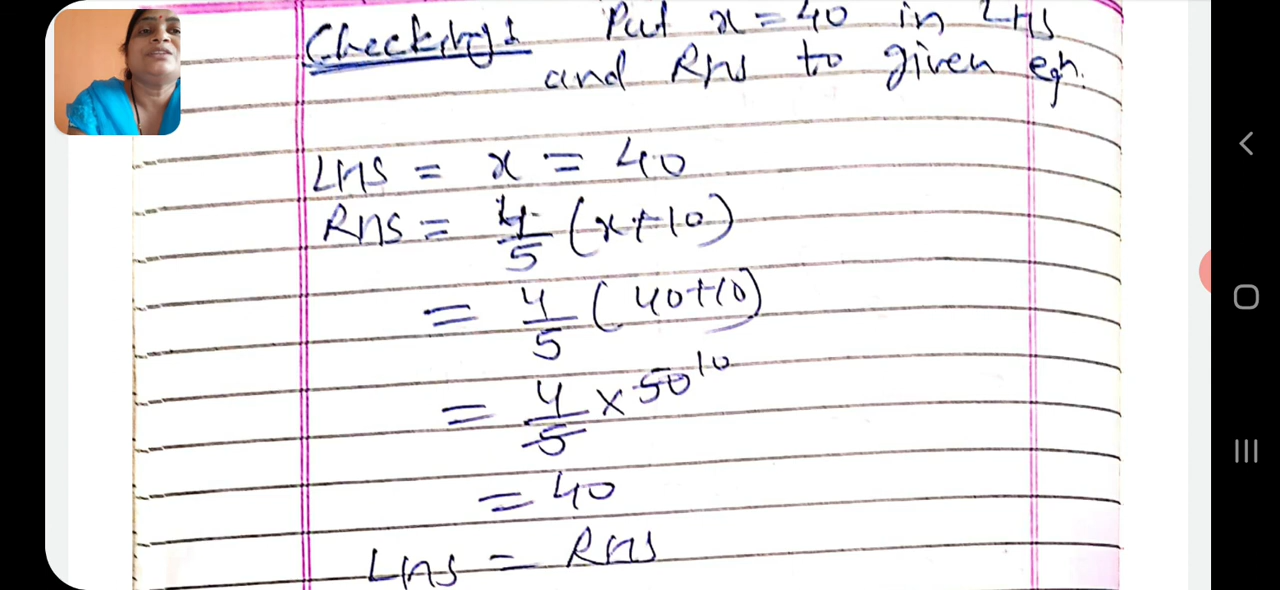 Checking: Put x = 40 in LHS
and RHS to given eqn.
LHS = x = 40
RHS = 4/5 (x+10)
= 4/5 (40+10)
= 4/5 × 50 10
= 40
LHS = RHS